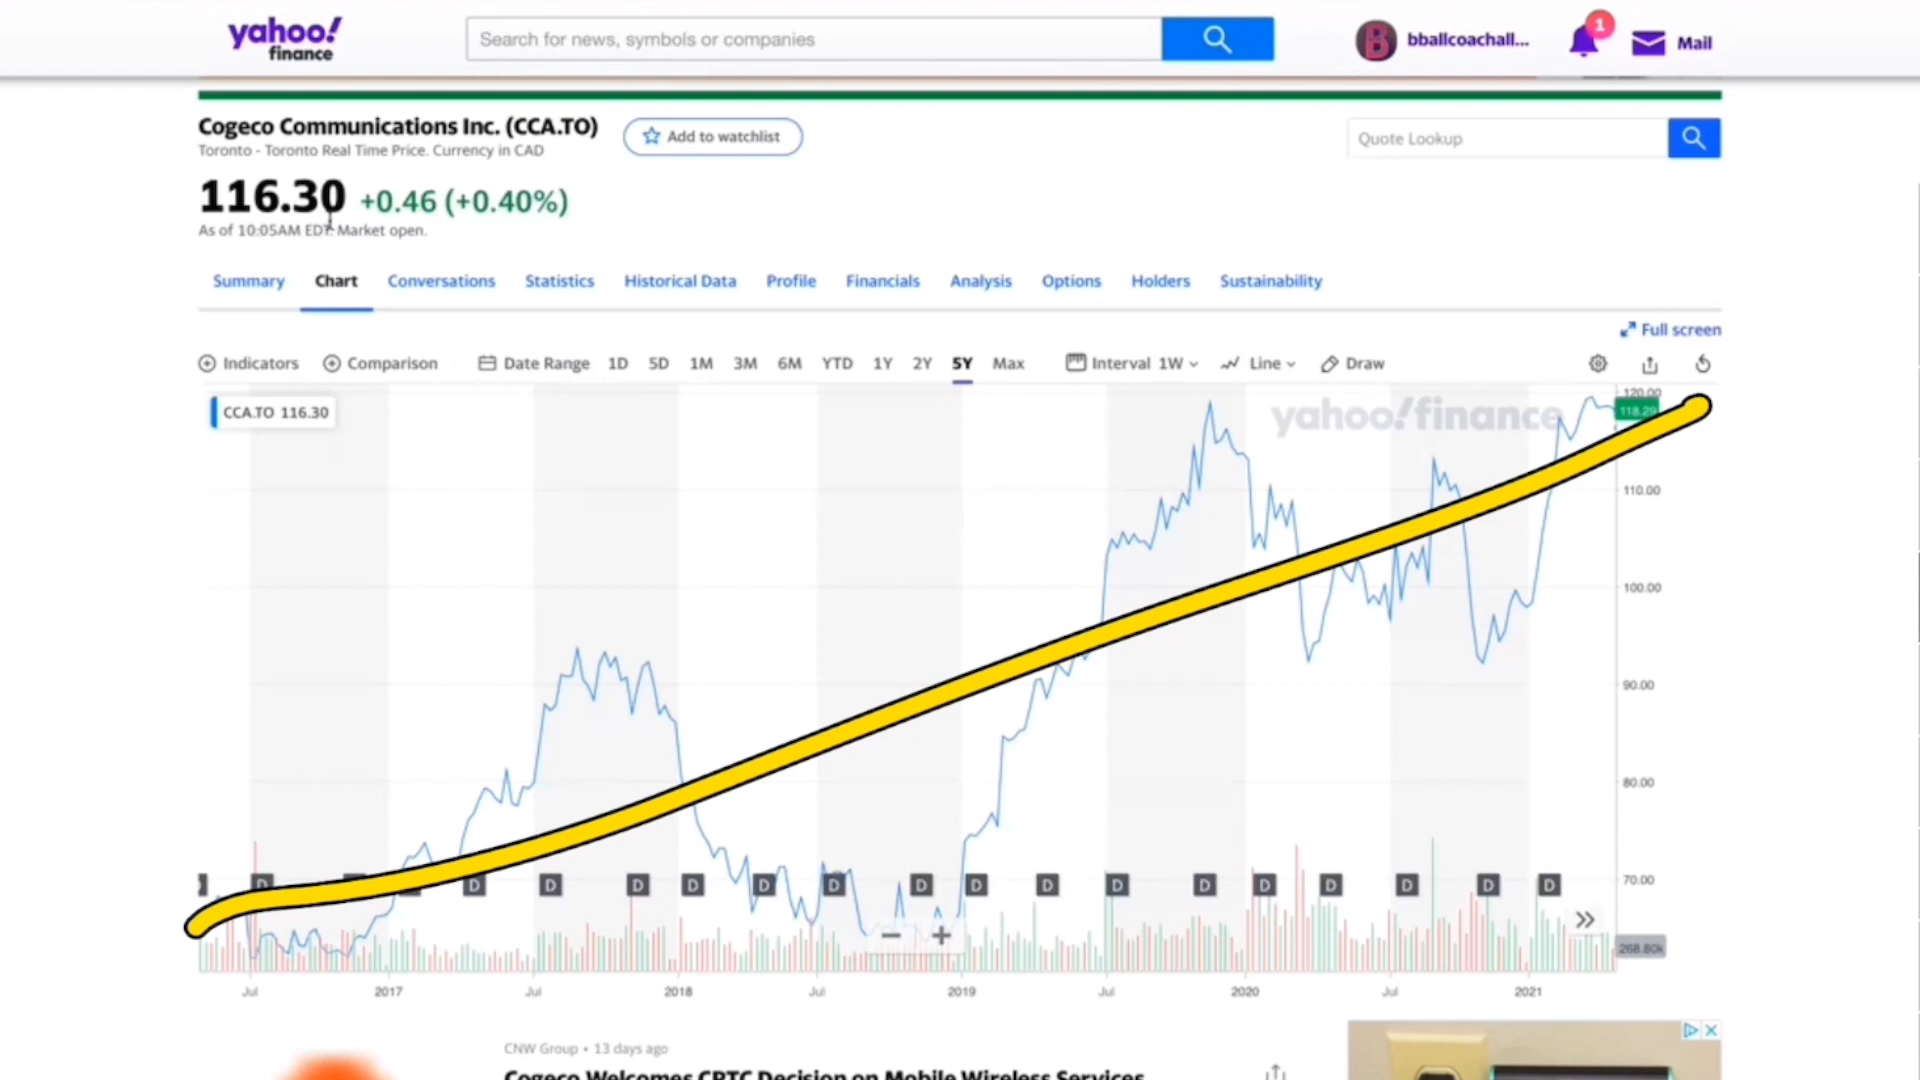 yahoo!
finance
Search for news, symbols or companies
B
bballcoachall...
1
Mail
Cogeco Communications Inc. (CCA.TO)
Add to watchlist
Toronto - Toronto Real Time Price. Currency in CAD
Quote Lookup
116.30 +0.46 (+0.40%)
As of 10:05AM EDT. Market open.
Summary Chart Conversations Statistics Historical Data Profile Financials Analysis Options Holders Sustainability
Full screen
Indicators Comparison Date Range 1D 5D 1M 3M 6M YTD 1Y 2Y 5Y Max Interval 1W Line Draw
CCA.TO 116.30
yahoo!finance
120.00
118.29
110.00
100.00
90.00
80.00
70.00
D D D D D D D D D D D D D D D D D
268.80k
Jul 2017 Jul 2018 Jul 2019 Jul 2020 Jul 2021
CNW Group • 13 days ago
Cogeco Welcomes CRTC Decision on Mobile Wireless Services